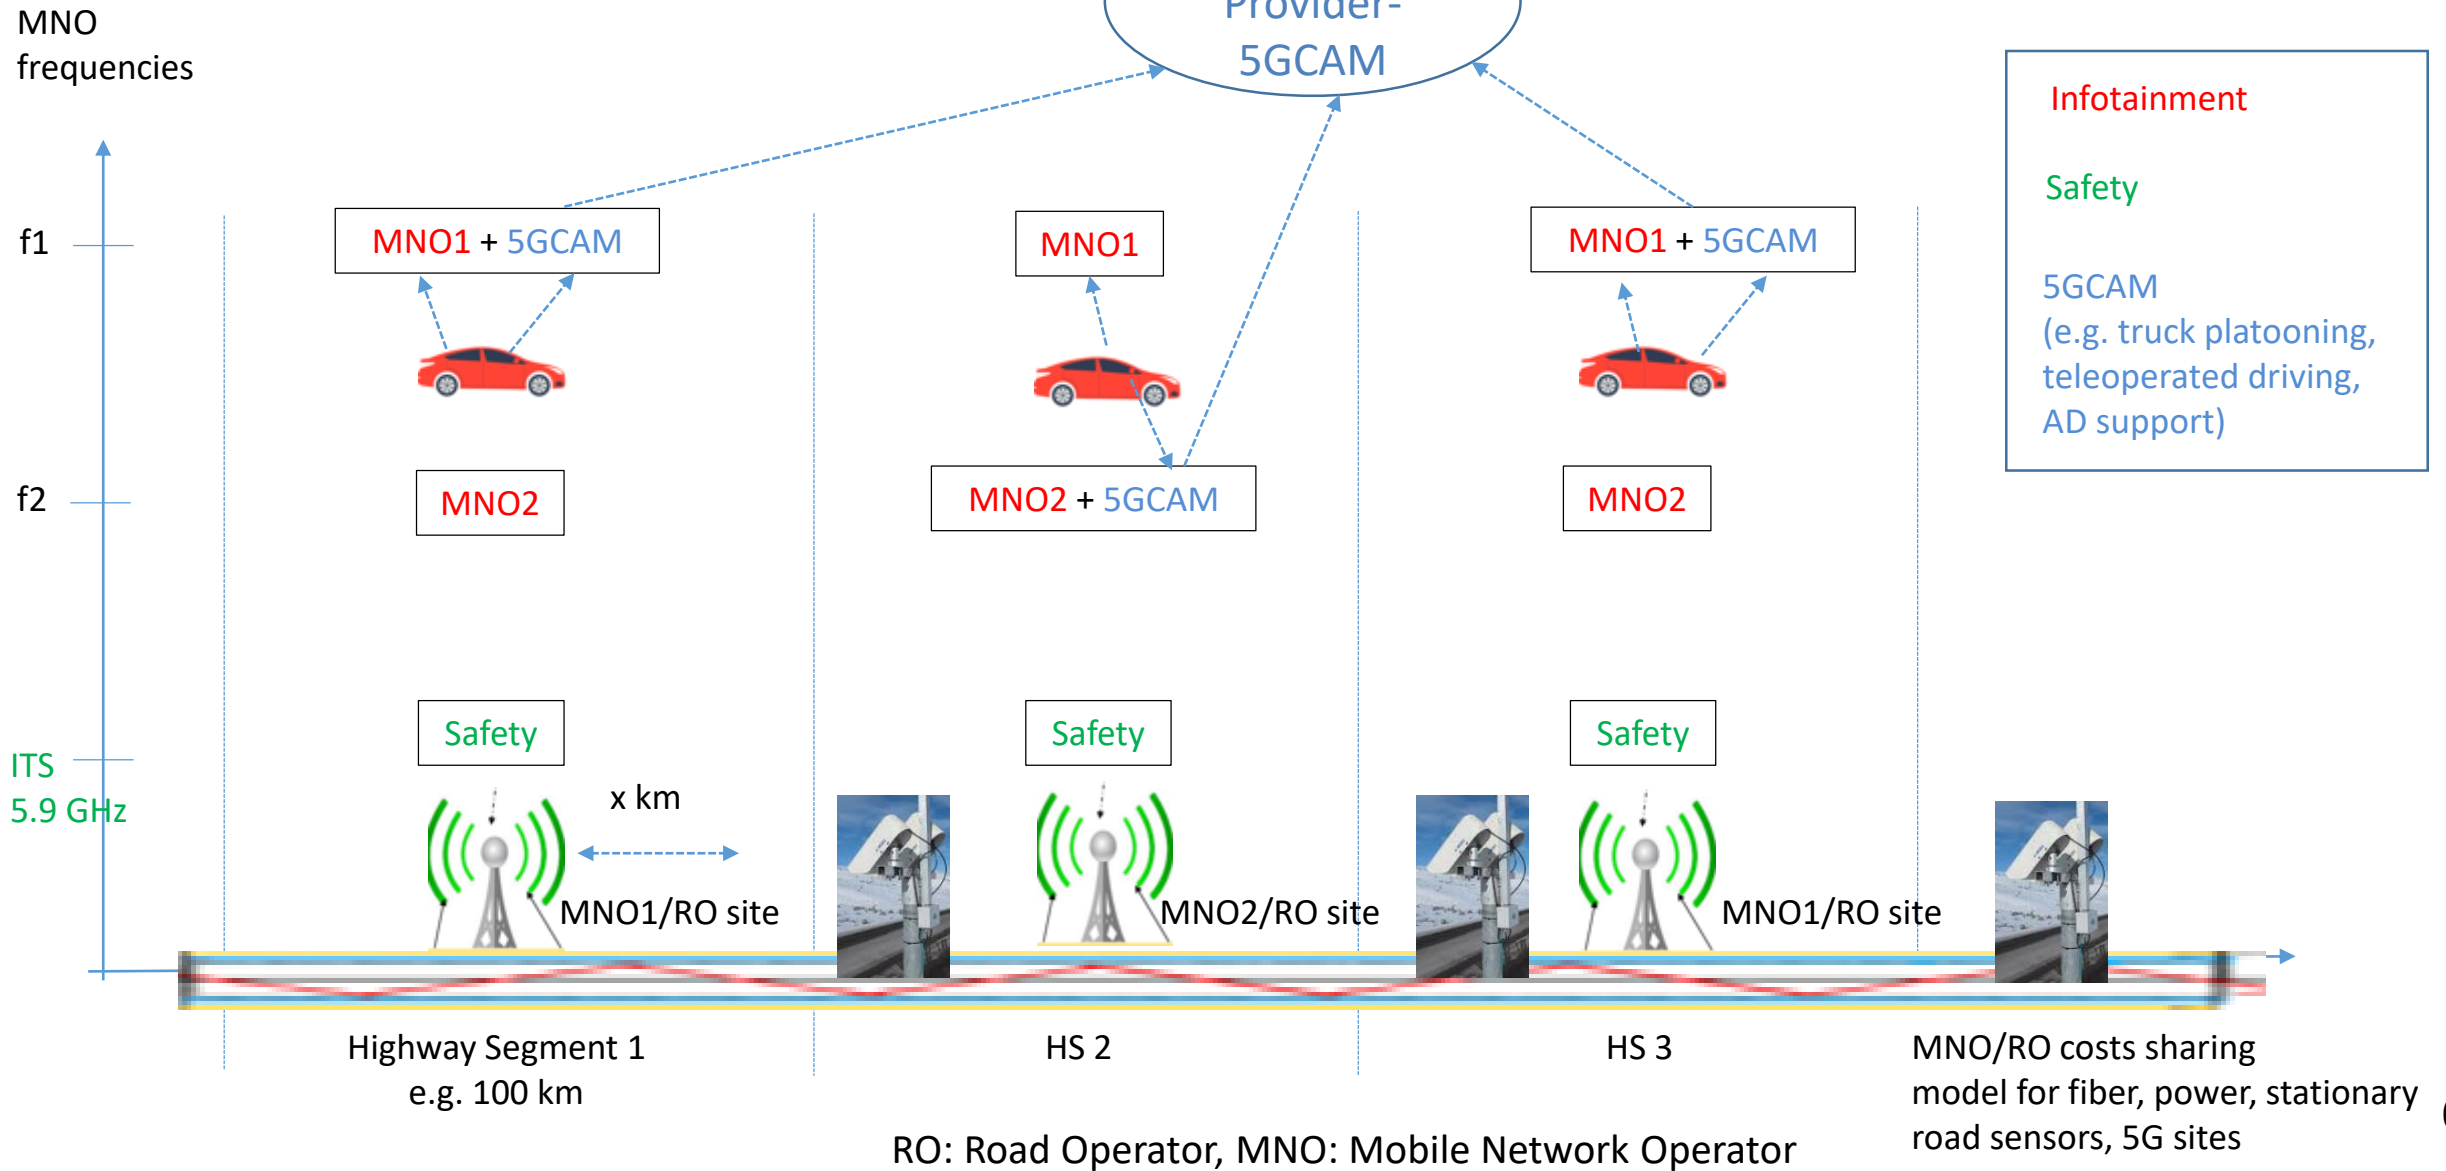 MNO
frequencies
Provider-
5GCAM
Infotainment
Safety
5GCAM
(e.g. truck platooning,
teleoperated driving,
AD support)
f1
MNO1 + 5GCAM
MNO1
MNO1 + 5GCAM
f2
MNO2
MNO2 + 5GCAM
MNO2
Safety
Safety
Safety
ITS
5.9 GHz
x km
MNO1/RO site
MNO2/RO site
MNO1/RO site
Highway Segment 1
e.g. 100 km
HS 2
HS 3
MNO/RO costs sharing
model for fiber, power, stationary
road sensors, 5G sites
RO: Road Operator, MNO: Mobile Network Operator